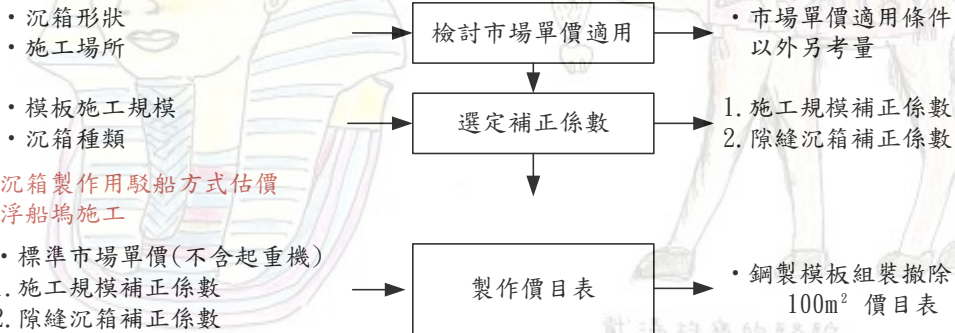 ・沉箱形狀
・施工場所
檢討市場單價適用
・市場單價適用條件
以外另考量
・模板施工規模
・沉箱種類
選定補正係數
1.施工規模補正係數
2.隙縫沉箱補正係數
沉箱製作用駁船方式估價
浮船塢施工
・標準市場單價(不含起重機)
1.施工規模補正係數
2.隙縫沉箱補正係數
製作價目表
・鋼製模板組裝撤除
100m² 價目表